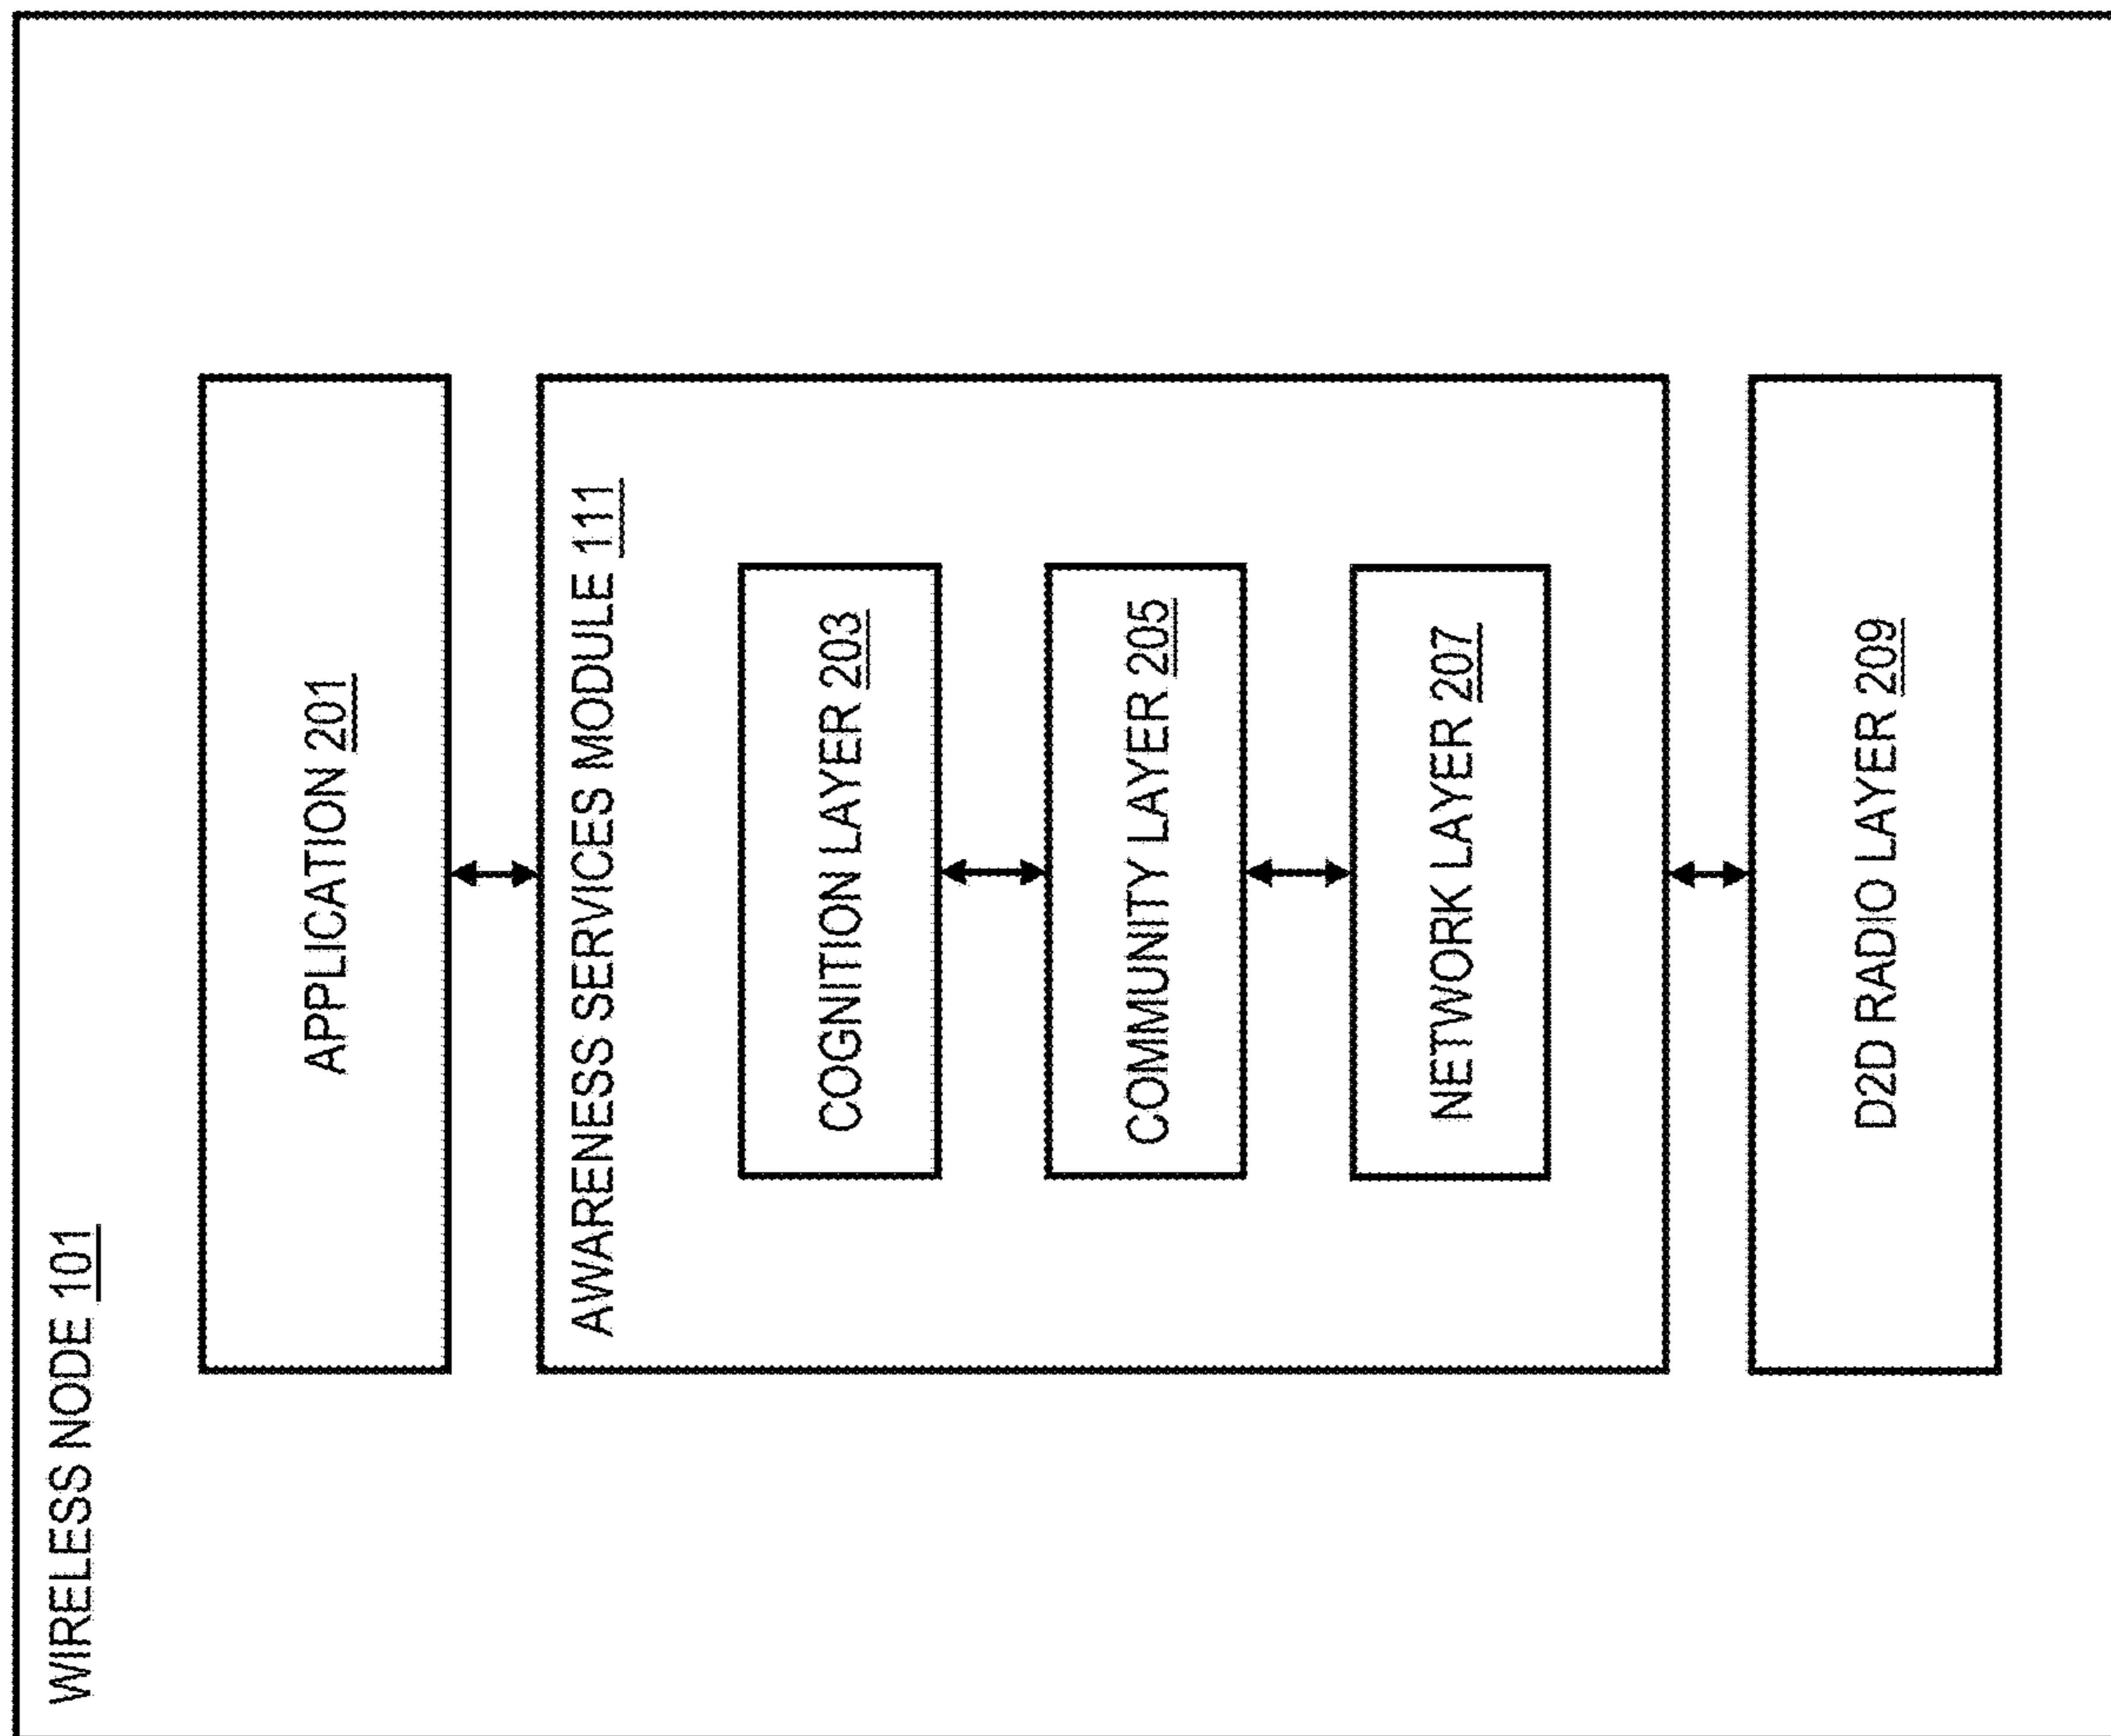 WIRELESS NODE 101
APPLICATION 201
AWARENESS SERVICES MODULE 111
COGNITION LAYER 203
COMMUNITY LAYER 205
NETWORK LAYER 207
D2D RADIO LAYER 209